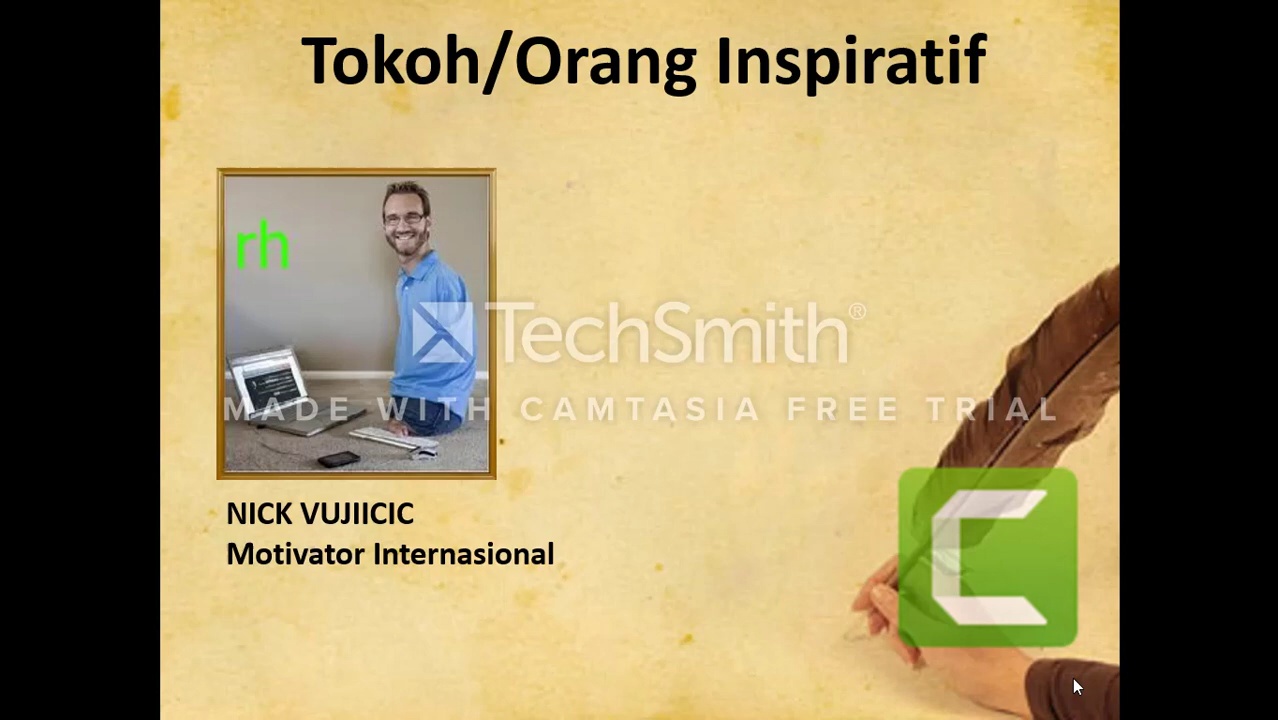 Tokoh/Orang Inspiratif
rh
TechSmith®
MADE WITH CAMTASIA FREE TRIAL
NICK VUJIICIC
Motivator Internasional